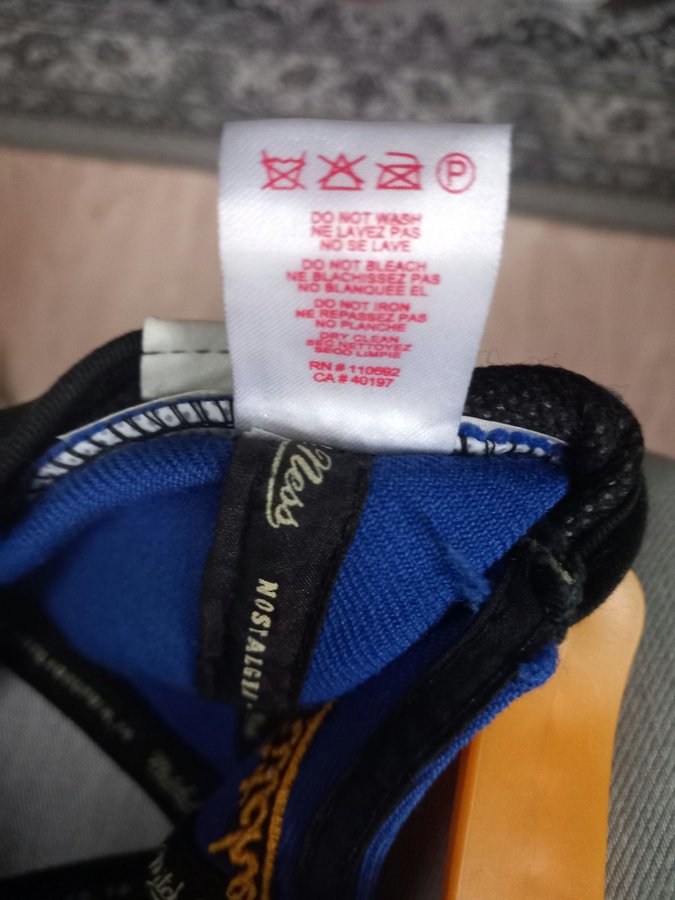 P
DO NOT WASH
NE LAVEZ PAS
NO SE LAVE
DO NOT BLEACH
NE BLACHISSEZ PAS
NO BLANQUEE EL
DO NOT IRON
NE REPASSEZ PAS
NO PLANCHE
DRY CLEAN
SEC NETTOYEZ
SECO LIMPIE
RN # 110692
CA # 40197
Ness
NOSTALGIA